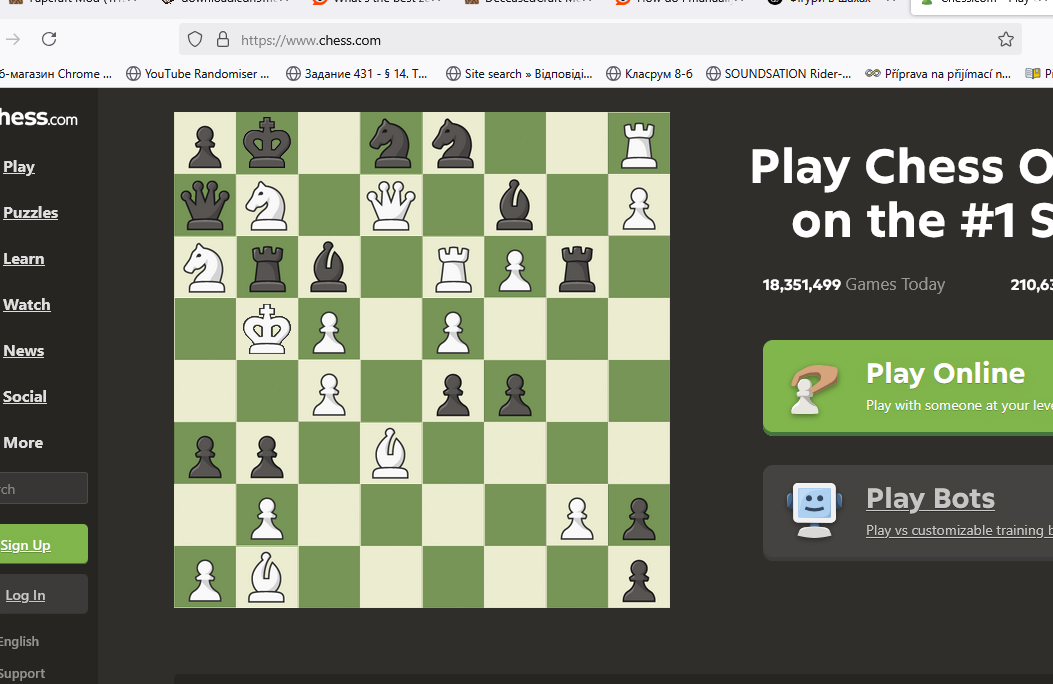 https://www.chess.com
YouTube Randomiser ...
Задание 431 - § 14. Т...
Site search » Відповіді...
Класрум 8-б
SOUNDSATION Rider-...
Příprava na přijímací n...
б-магазин Chrome ...
hess.com
Play
Puzzles
Learn
Watch
News
Social
More
rch
Sign Up
Log In
English
Support
Play Chess O
on the #1 S
18,351,499 Games Today
210,63
Play Online
Play with someone at your leve
Play Bots
Play vs customizable training b